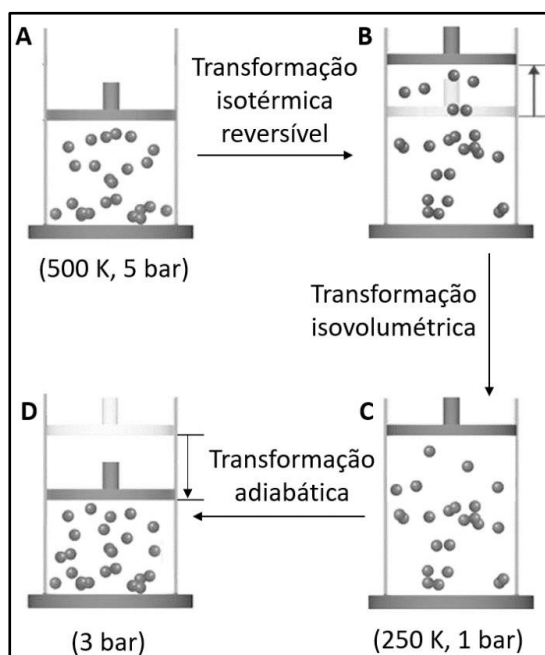 A
Transformação
isotérmica
reversível
B
(500 K, 5 bar)
Transformação
isovolumétrica
D
Transformação
adiabática
C
(3 bar)
(250 K, 1 bar)